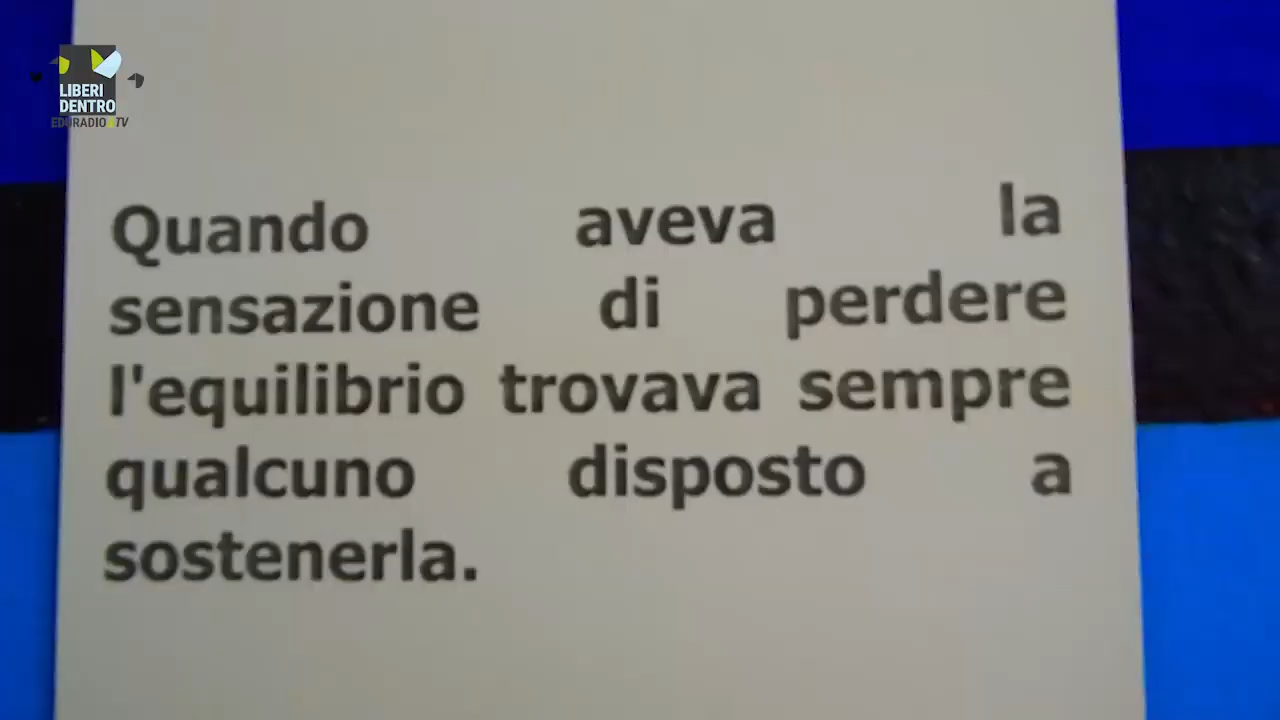 LIBERI
DENTRO
EDURADIO&TV
Quando aveva la
sensazione di perdere
l'equilibrio trovava sempre
qualcuno disposto a
sostenerla.